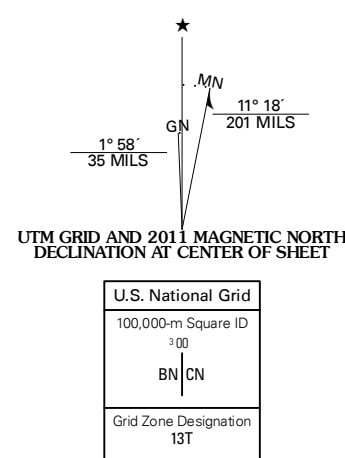 ★
MN
GN
11° 18´
201 MILS
1° 58´
35 MILS
UTM GRID AND 2011 MAGNETIC NORTH
DECLINATION AT CENTER OF SHEET
U.S. National Grid
100,000-m Square ID
³00
BN CN
Grid Zone Designation
13T